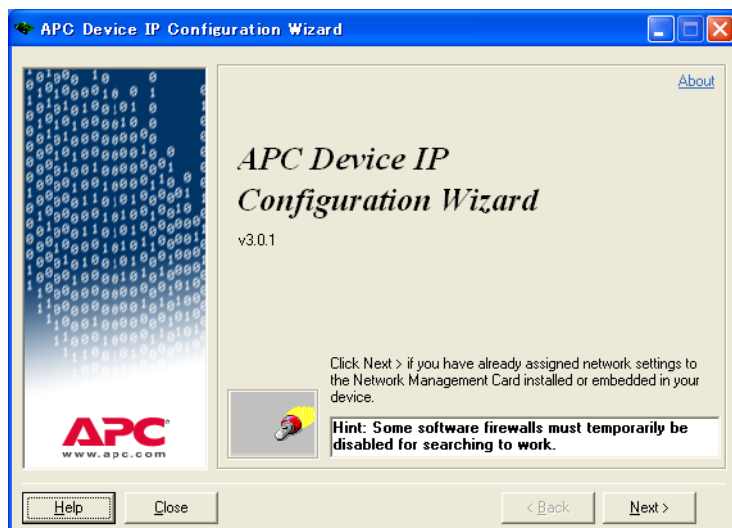 APC Device IP Configuration Wizard
About
APC Device IP
Configuration Wizard
v3.0.1
Click Next > if you have already assigned network settings to
the Network Management Card installed or embedded in your
device.
Hint: Some software firewalls must temporarily be
disabled for searching to work.
APC
www.apc.com
Help
Close
< Back
Next >